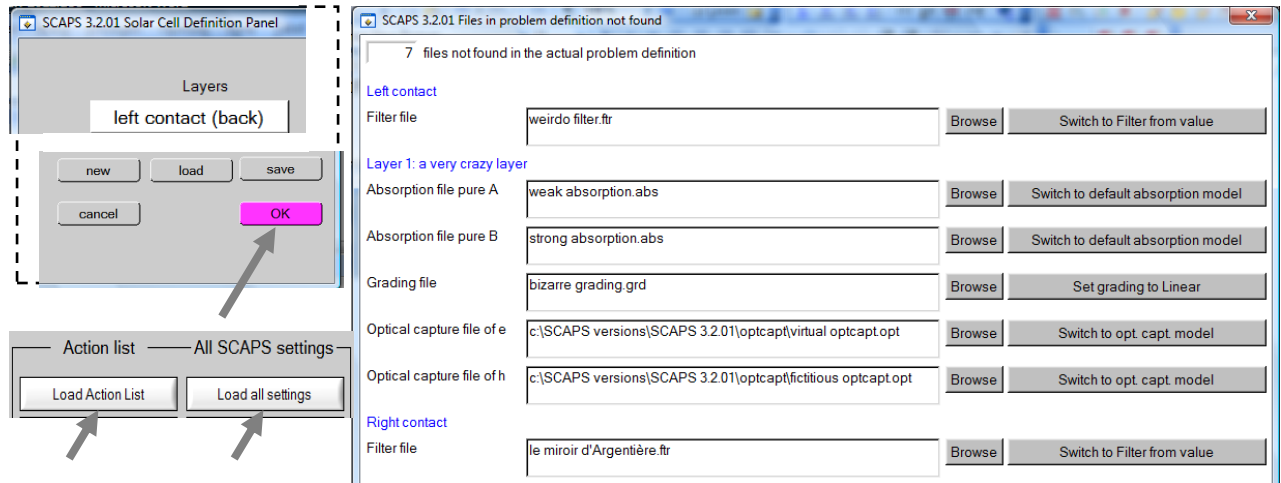 SCAPS 3.2.01 Solar Cell Definition Panel
Layers
left contact (back)
new load save
cancel OK
Action list All SCAPS settings
Load Action List Load all settings
SCAPS 3.2.01 Files in problem definition not found
7 files not found in the actual problem definition
Left contact
Filter file weirdo filter.ftr Browse Switch to Filter from value
Layer 1: a very crazy layer
Absorption file pure A weak absorption.abs Browse Switch to default absorption model
Absorption file pure B strong absorption.abs Browse Switch to default absorption model
Grading file bizarre grading.grd Browse Set grading to Linear
Optical capture file of e c:\SCAPS versions\SCAPS 3.2.01\optcapt\virtual optcapt.opt Browse Switch to opt. capt. model
Optical capture file of h c:\SCAPS versions\SCAPS 3.2.01\optcapt\fictitious optcapt.opt Browse Switch to opt. capt. model
Right contact
Filter file le miroir d'Argentière.ftr Browse Switch to Filter from value